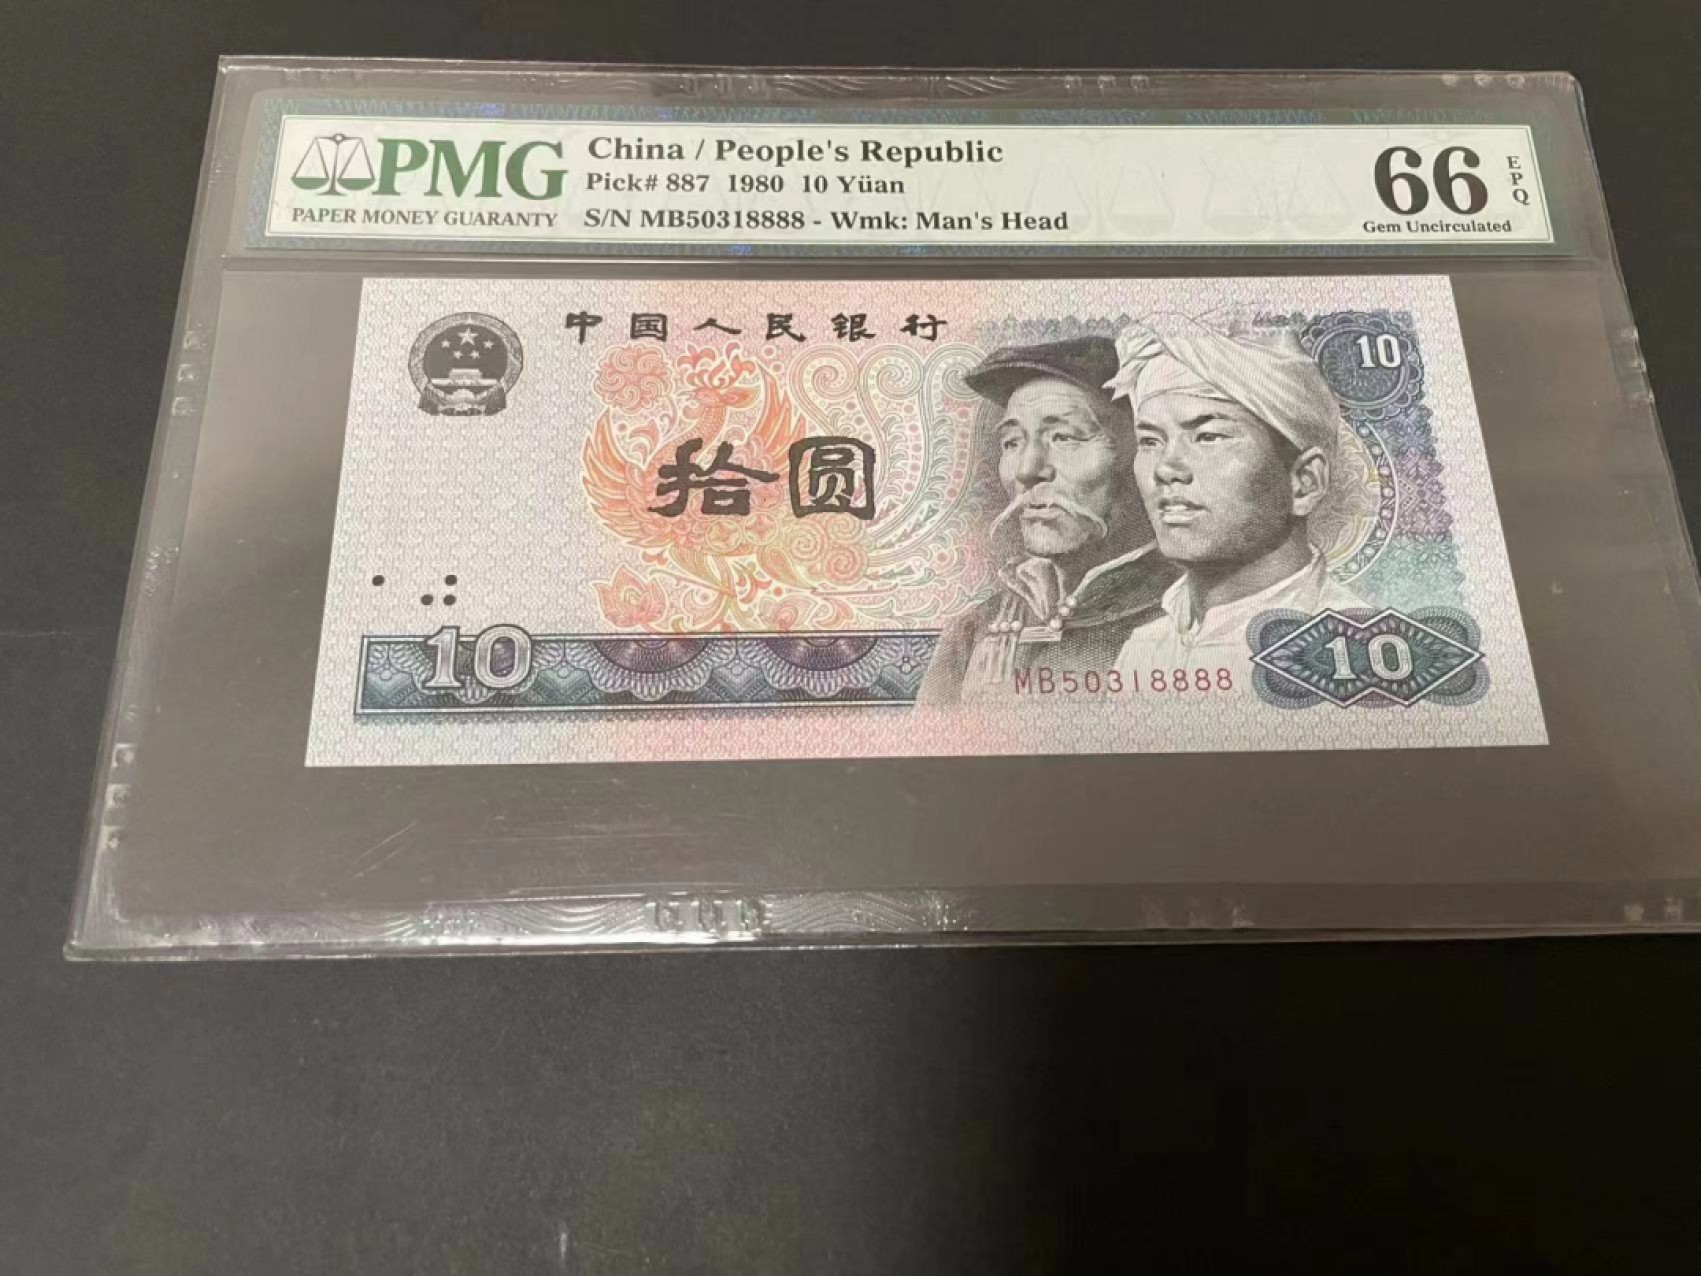 PMG
PAPER MONEY GUARANTY
China / People's Republic
Pick# 887 1980 10 Yüan
S/N MB50318888 - Wmk: Man's Head
66
EPQ
Gem Uncirculated
中国人民银行
10
拾圆
10
MB50318888
10